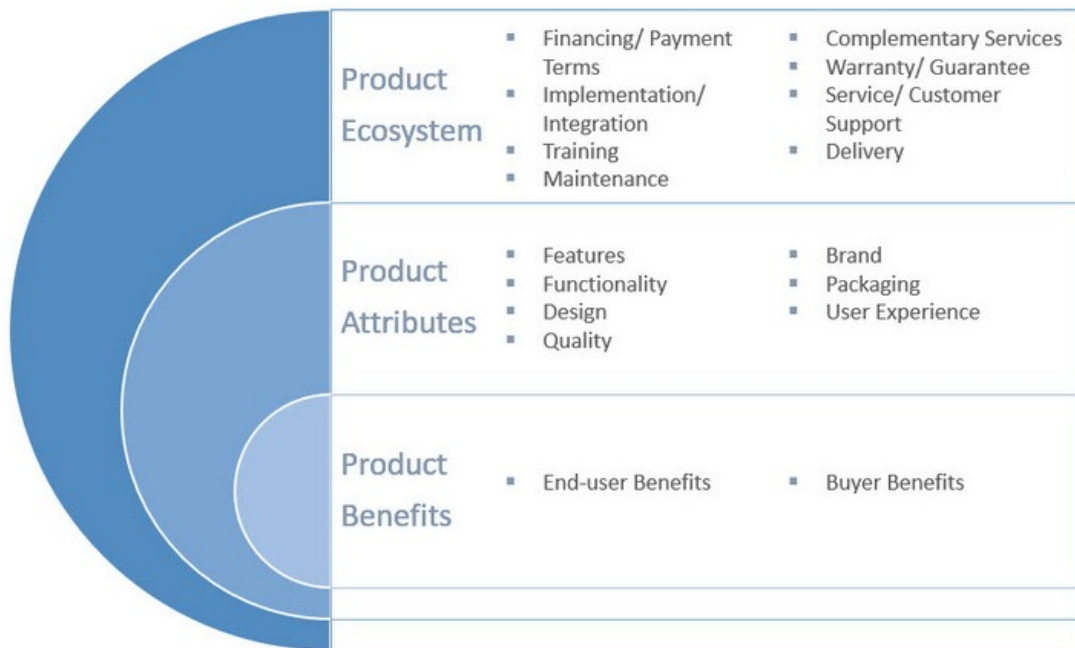 Product
Ecosystem
▪ Financing/ Payment
Terms
▪ Implementation/
Integration
▪ Training
▪ Maintenance
▪ Complementary Services
▪ Warranty/ Guarantee
▪ Service/ Customer
Support
▪ Delivery
Product
Attributes
▪ Features
▪ Functionality
▪ Design
▪ Quality
▪ Brand
▪ Packaging
▪ User Experience
Product
Benefits
▪ End-user Benefits
▪ Buyer Benefits